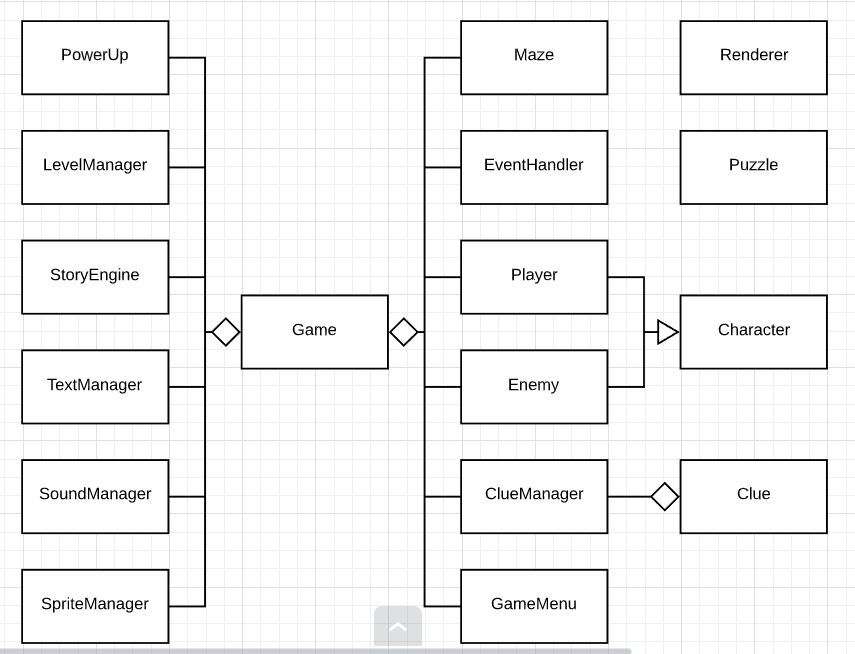 PowerUp
Maze
Renderer
LevelManager
EventHandler
Puzzle
StoryEngine
Player
Game
Character
TextManager
Enemy
SoundManager
ClueManager
Clue
SpriteManager
GameMenu